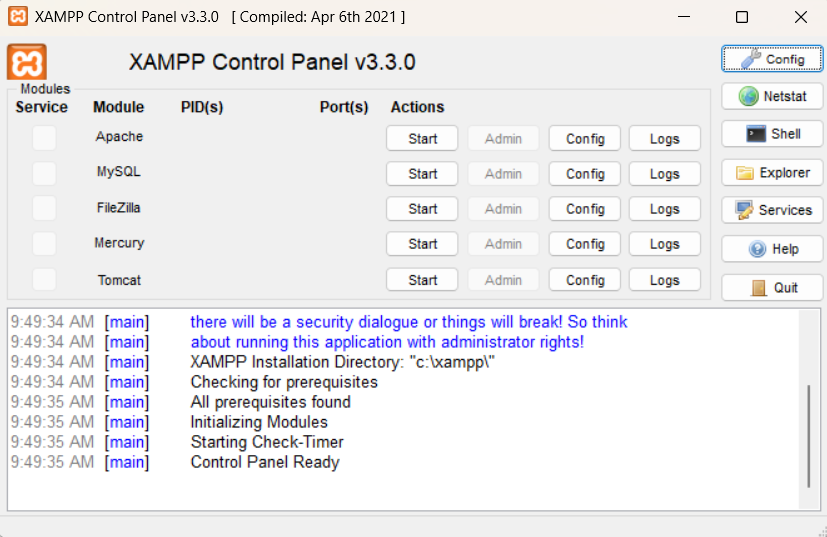 XAMPP Control Panel v3.3.0 [ Compiled: Apr 6th 2021 ]
XAMPP Control Panel v3.3.0
Config
Modules
Service Module PID(s) Port(s) Actions
Netstat
Apache Start Admin Config Logs
Shell
MySQL Start Admin Config Logs
Explorer
FileZilla Start Admin Config Logs
Services
Mercury Start Admin Config Logs
Help
Tomcat Start Admin Config Logs
Quit
9:49:34 AM [main] there will be a security dialogue or things will break! So think
9:49:34 AM [main] about running this application with administrator rights!
9:49:34 AM [main] XAMPP Installation Directory: "c:\xampp\"
9:49:34 AM [main] Checking for prerequisites
9:49:35 AM [main] All prerequisites found
9:49:35 AM [main] Initializing Modules
9:49:35 AM [main] Starting Check-Timer
9:49:35 AM [main] Control Panel Ready